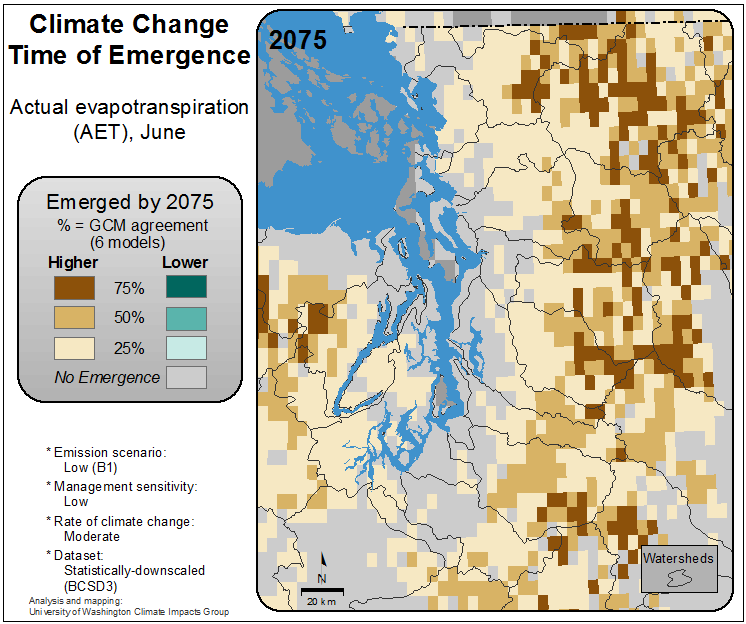 Climate Change
Time of Emergence
Actual evapotranspiration
(AET), June
Emerged by 2075
% = GCM agreement
(6 models)
Higher Lower
75%
50%
25%
No Emergence
* Emission scenario:
Low (B1)
* Management sensitivity:
Low
* Rate of climate change:
Moderate
* Dataset:
Statistically-downscaled
(BCSD3)
Analysis and mapping:
University of Washington Climate Impacts Group
2075
N
20 km
Watersheds